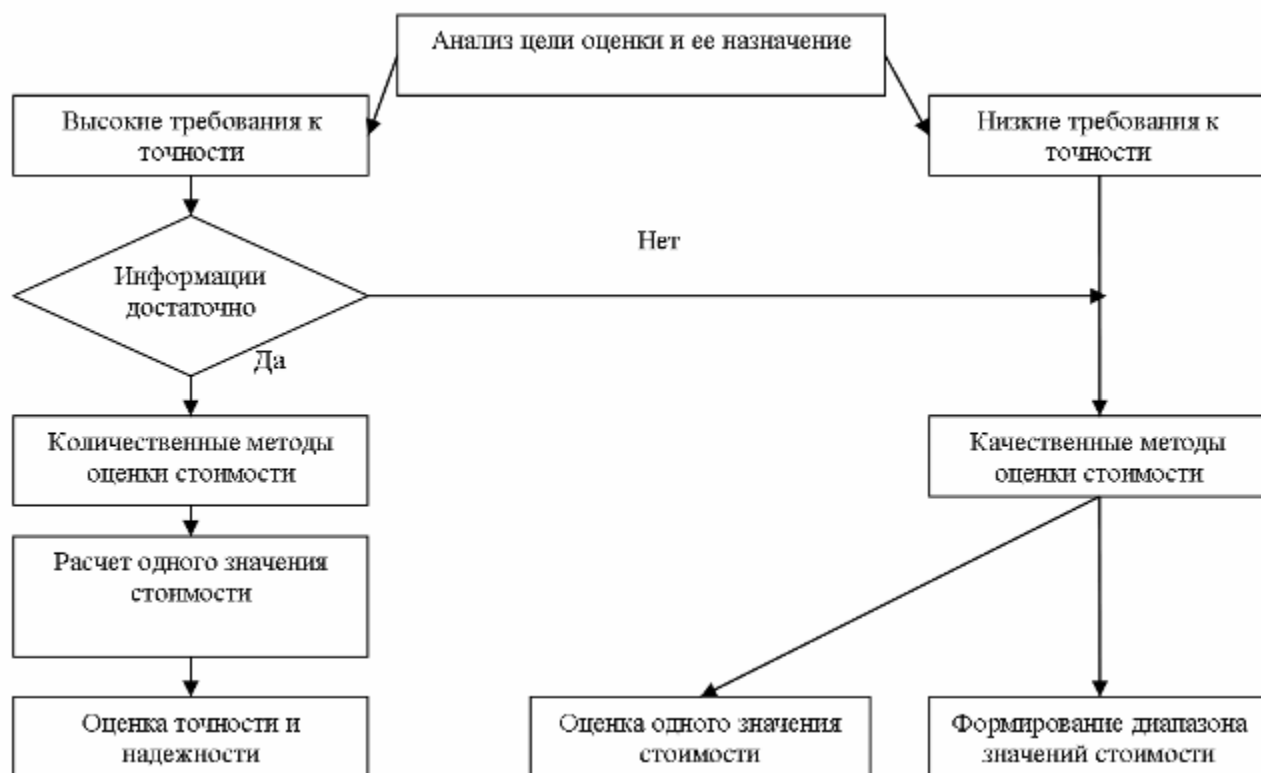 Анализ цели оценки и ее назначение
Высокие требования к
точности
Низкие требования к
точности
Нет
Информации
достаточно
Да
Количественные методы
оценки стоимости
Качественные методы
оценки стоимости
Расчет одного значения
стоимости
Оценка точности и
надежности
Оценка одного значения
стоимости
Формирование диапазона
значений стоимости